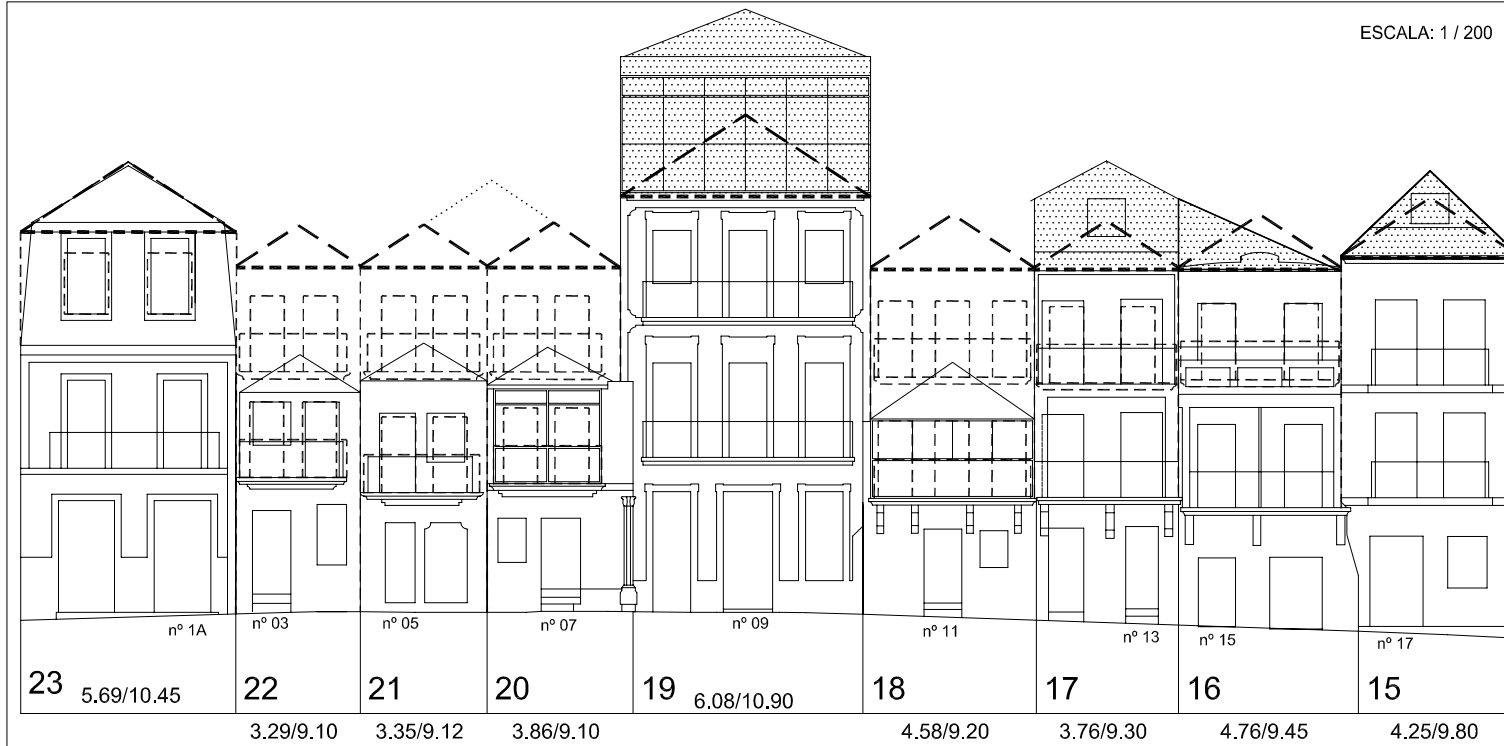 ESCALA: 1 / 200
nº 1A
nº 03
nº 05
nº 07
nº 09
nº 11
nº 13
nº 15
nº 17
23 5.69/10.45
22
21
20
19 6.08/10.90
18
17
16
15
3.29/9.10
3.35/9.12
3.86/9.10
4.58/9.20
3.76/9.30
4.76/9.45
4.25/9.80